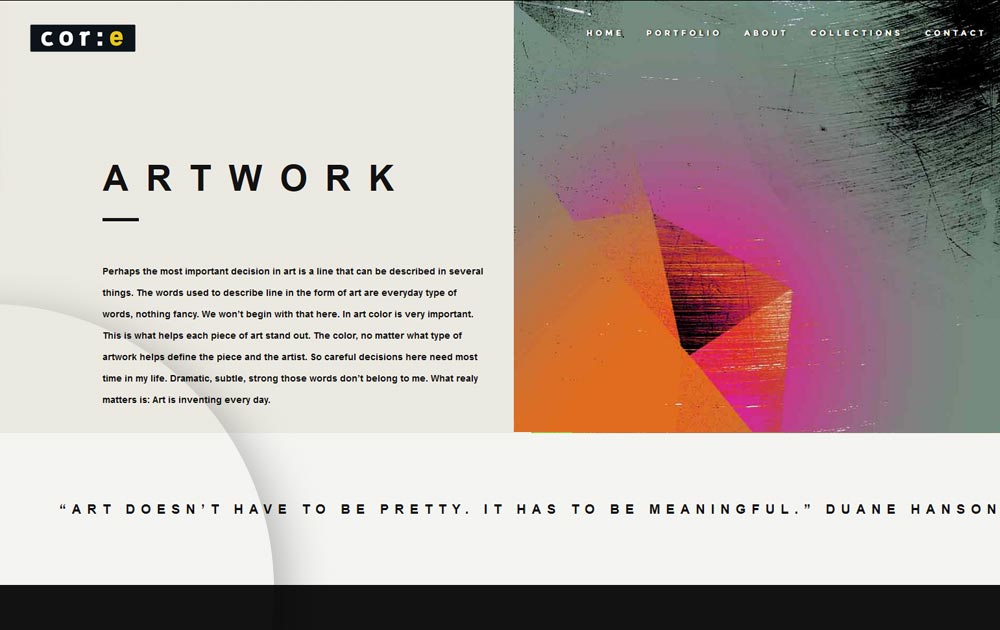 cor:e
HOME PORTFOLIO ABOUT COLLECTIONS CONTACT
ARTWORK
Perhaps the most important decision in art is a line that can be described in several
things. The words used to describe line in the form of art are everyday type of
words, nothing fancy. We won’t begin with that here. In art color is very important.
This is what helps each piece of art stand out. The color, no matter what type of
artwork helps define the piece and the artist. So careful decisions here need most
time in my life. Dramatic, subtle, strong those words don’t belong to me. What realy
matters is: Art is inventing every day.
“ART DOESN’T HAVE TO BE PRETTY. IT HAS TO BE MEANINGFUL.” DUANE HANSON